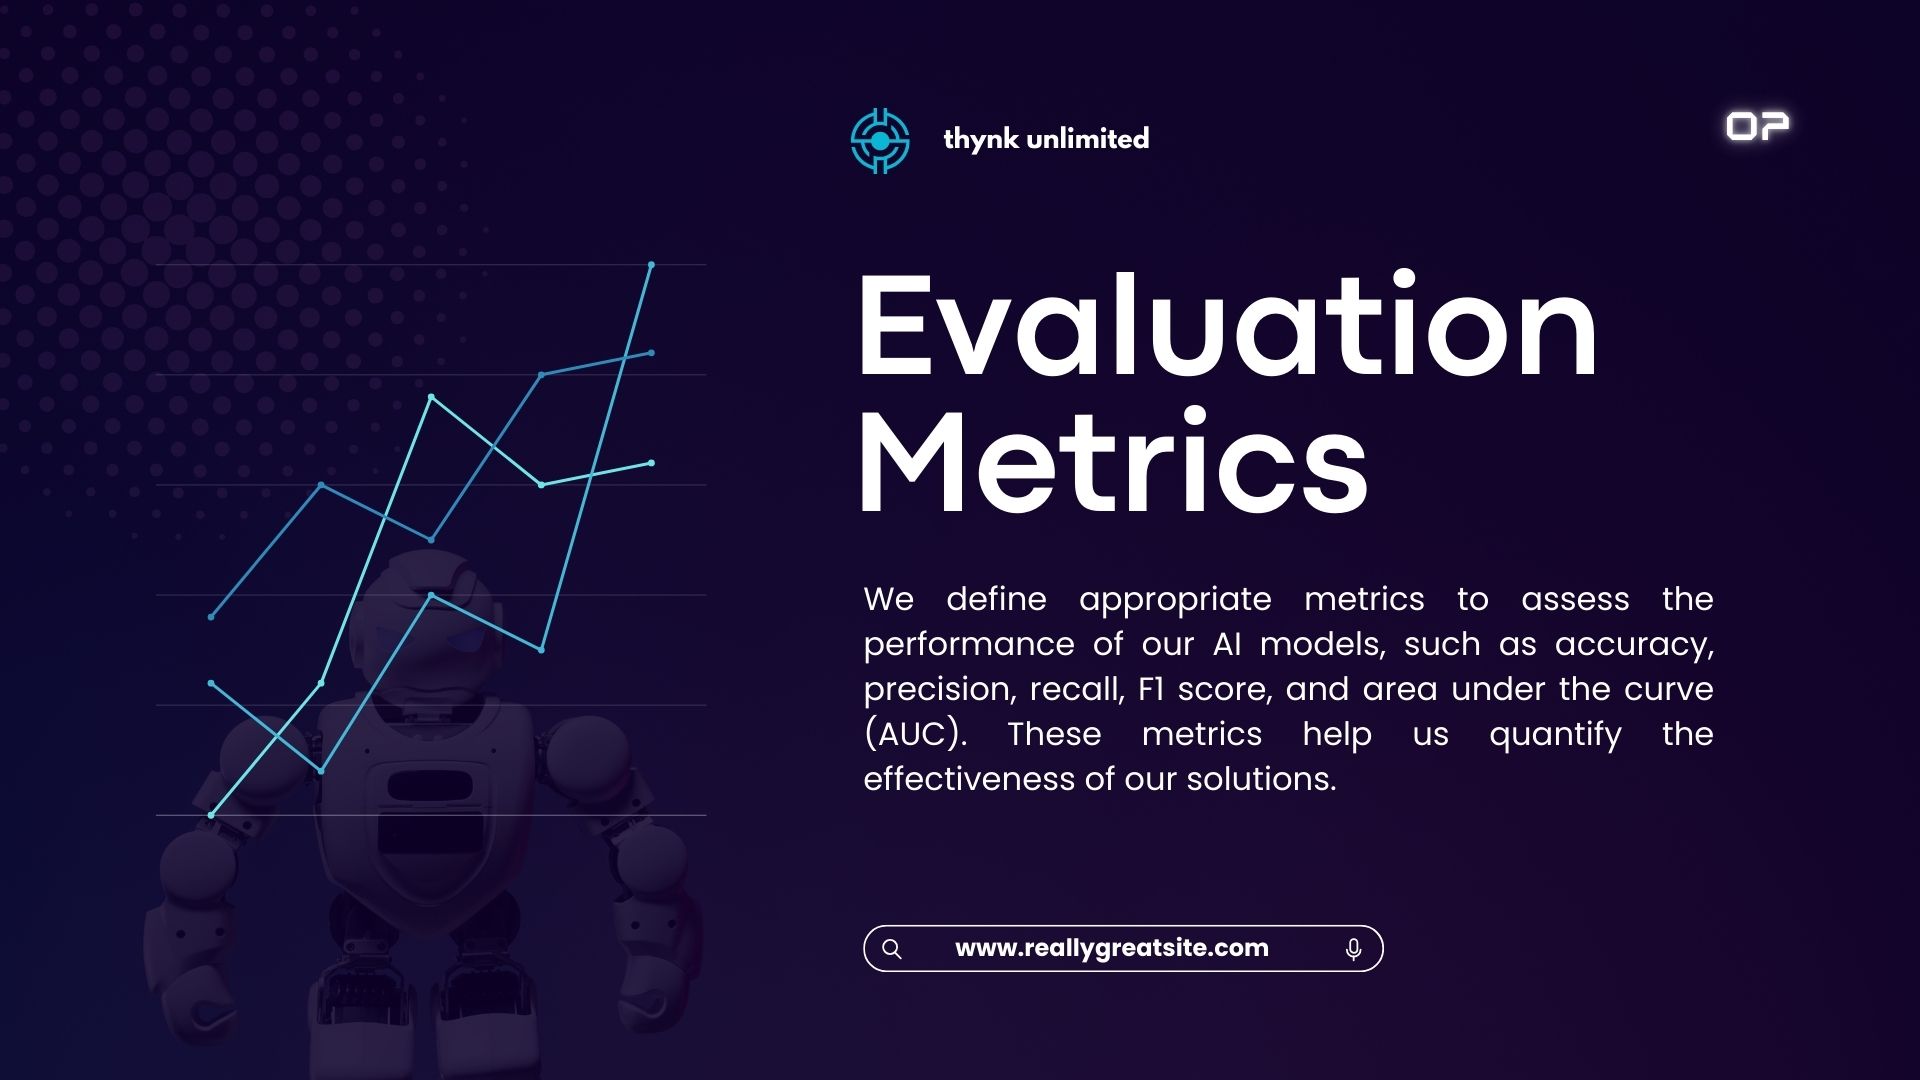 thynk unlimited
07
Evaluation
Metrics
We define appropriate metrics to assess the
performance of our AI models, such as accuracy,
precision, recall, F1 score, and area under the curve
(AUC). These metrics help us quantify the
effectiveness of our solutions.
www.reallygreatsite.com